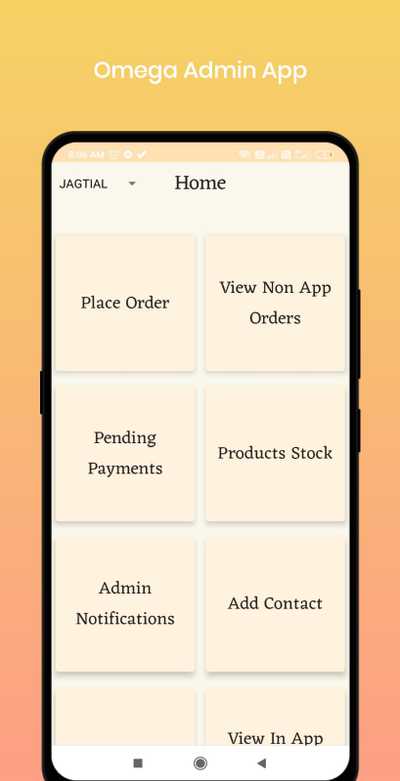 Omega Admin App
JAGTIAL
Home
Place Order
View Non App
Orders
Pending
Payments
Products Stock
Admin
Notifications
Add Contact
View In App